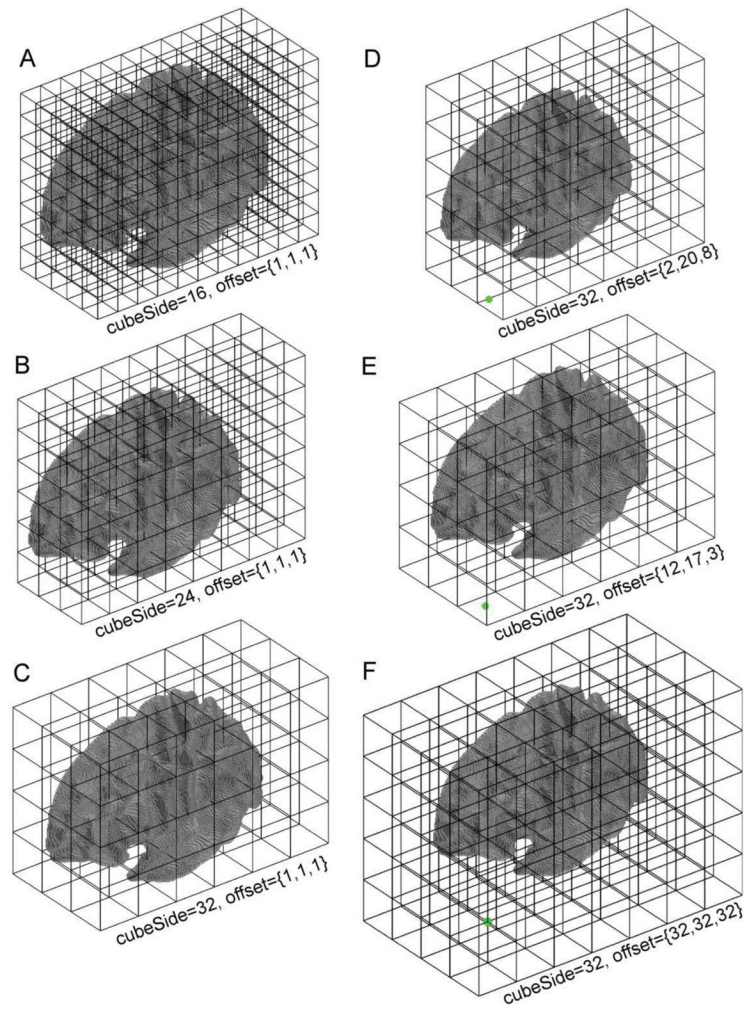 A
cubeSide=16, offset={1,1,1}
B
cubeSide=24, offset={1,1,1}
C
cubeSide=32, offset={1,1,1}
D
cubeSide=32, offset={2,20,8}
E
cubeSide=32, offset={12,17,3}
F
cubeSide=32, offset={32,32,32}